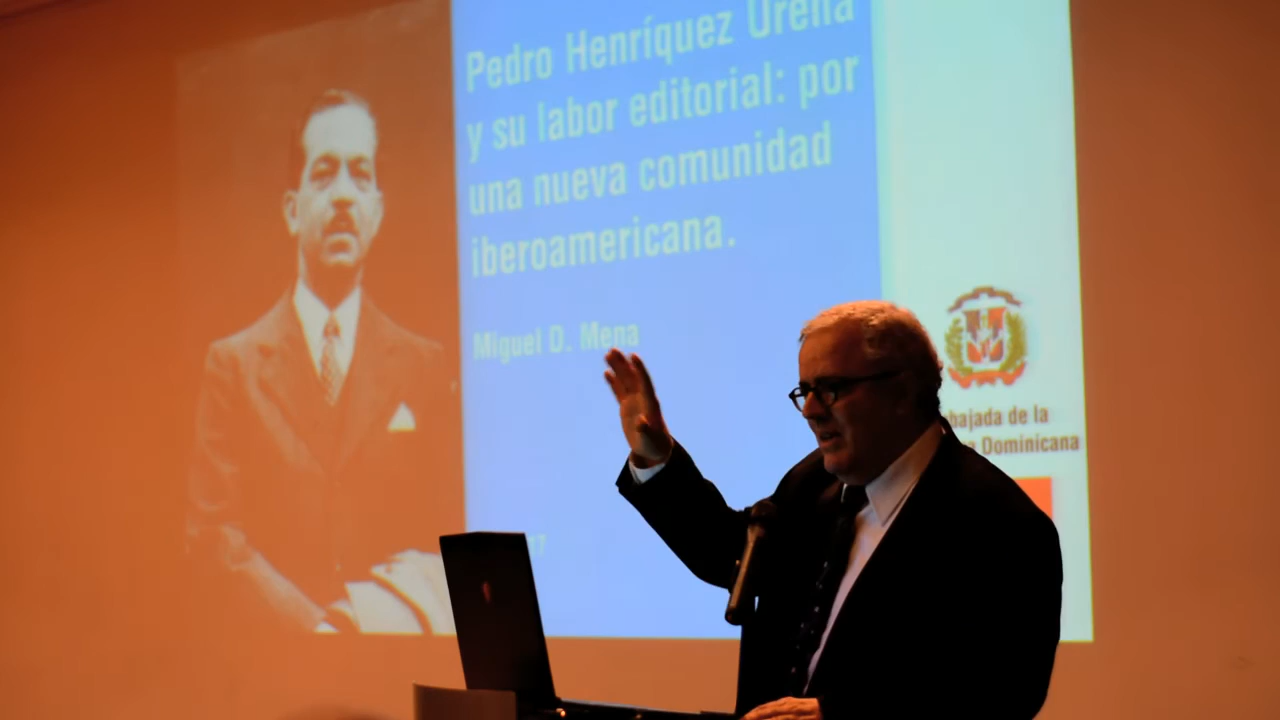 Pedro Henríquez Ureña
y su labor editorial: por
una nueva comunidad
iberoamericana.
Miguel D. Mena
bajada de la
Dominicana